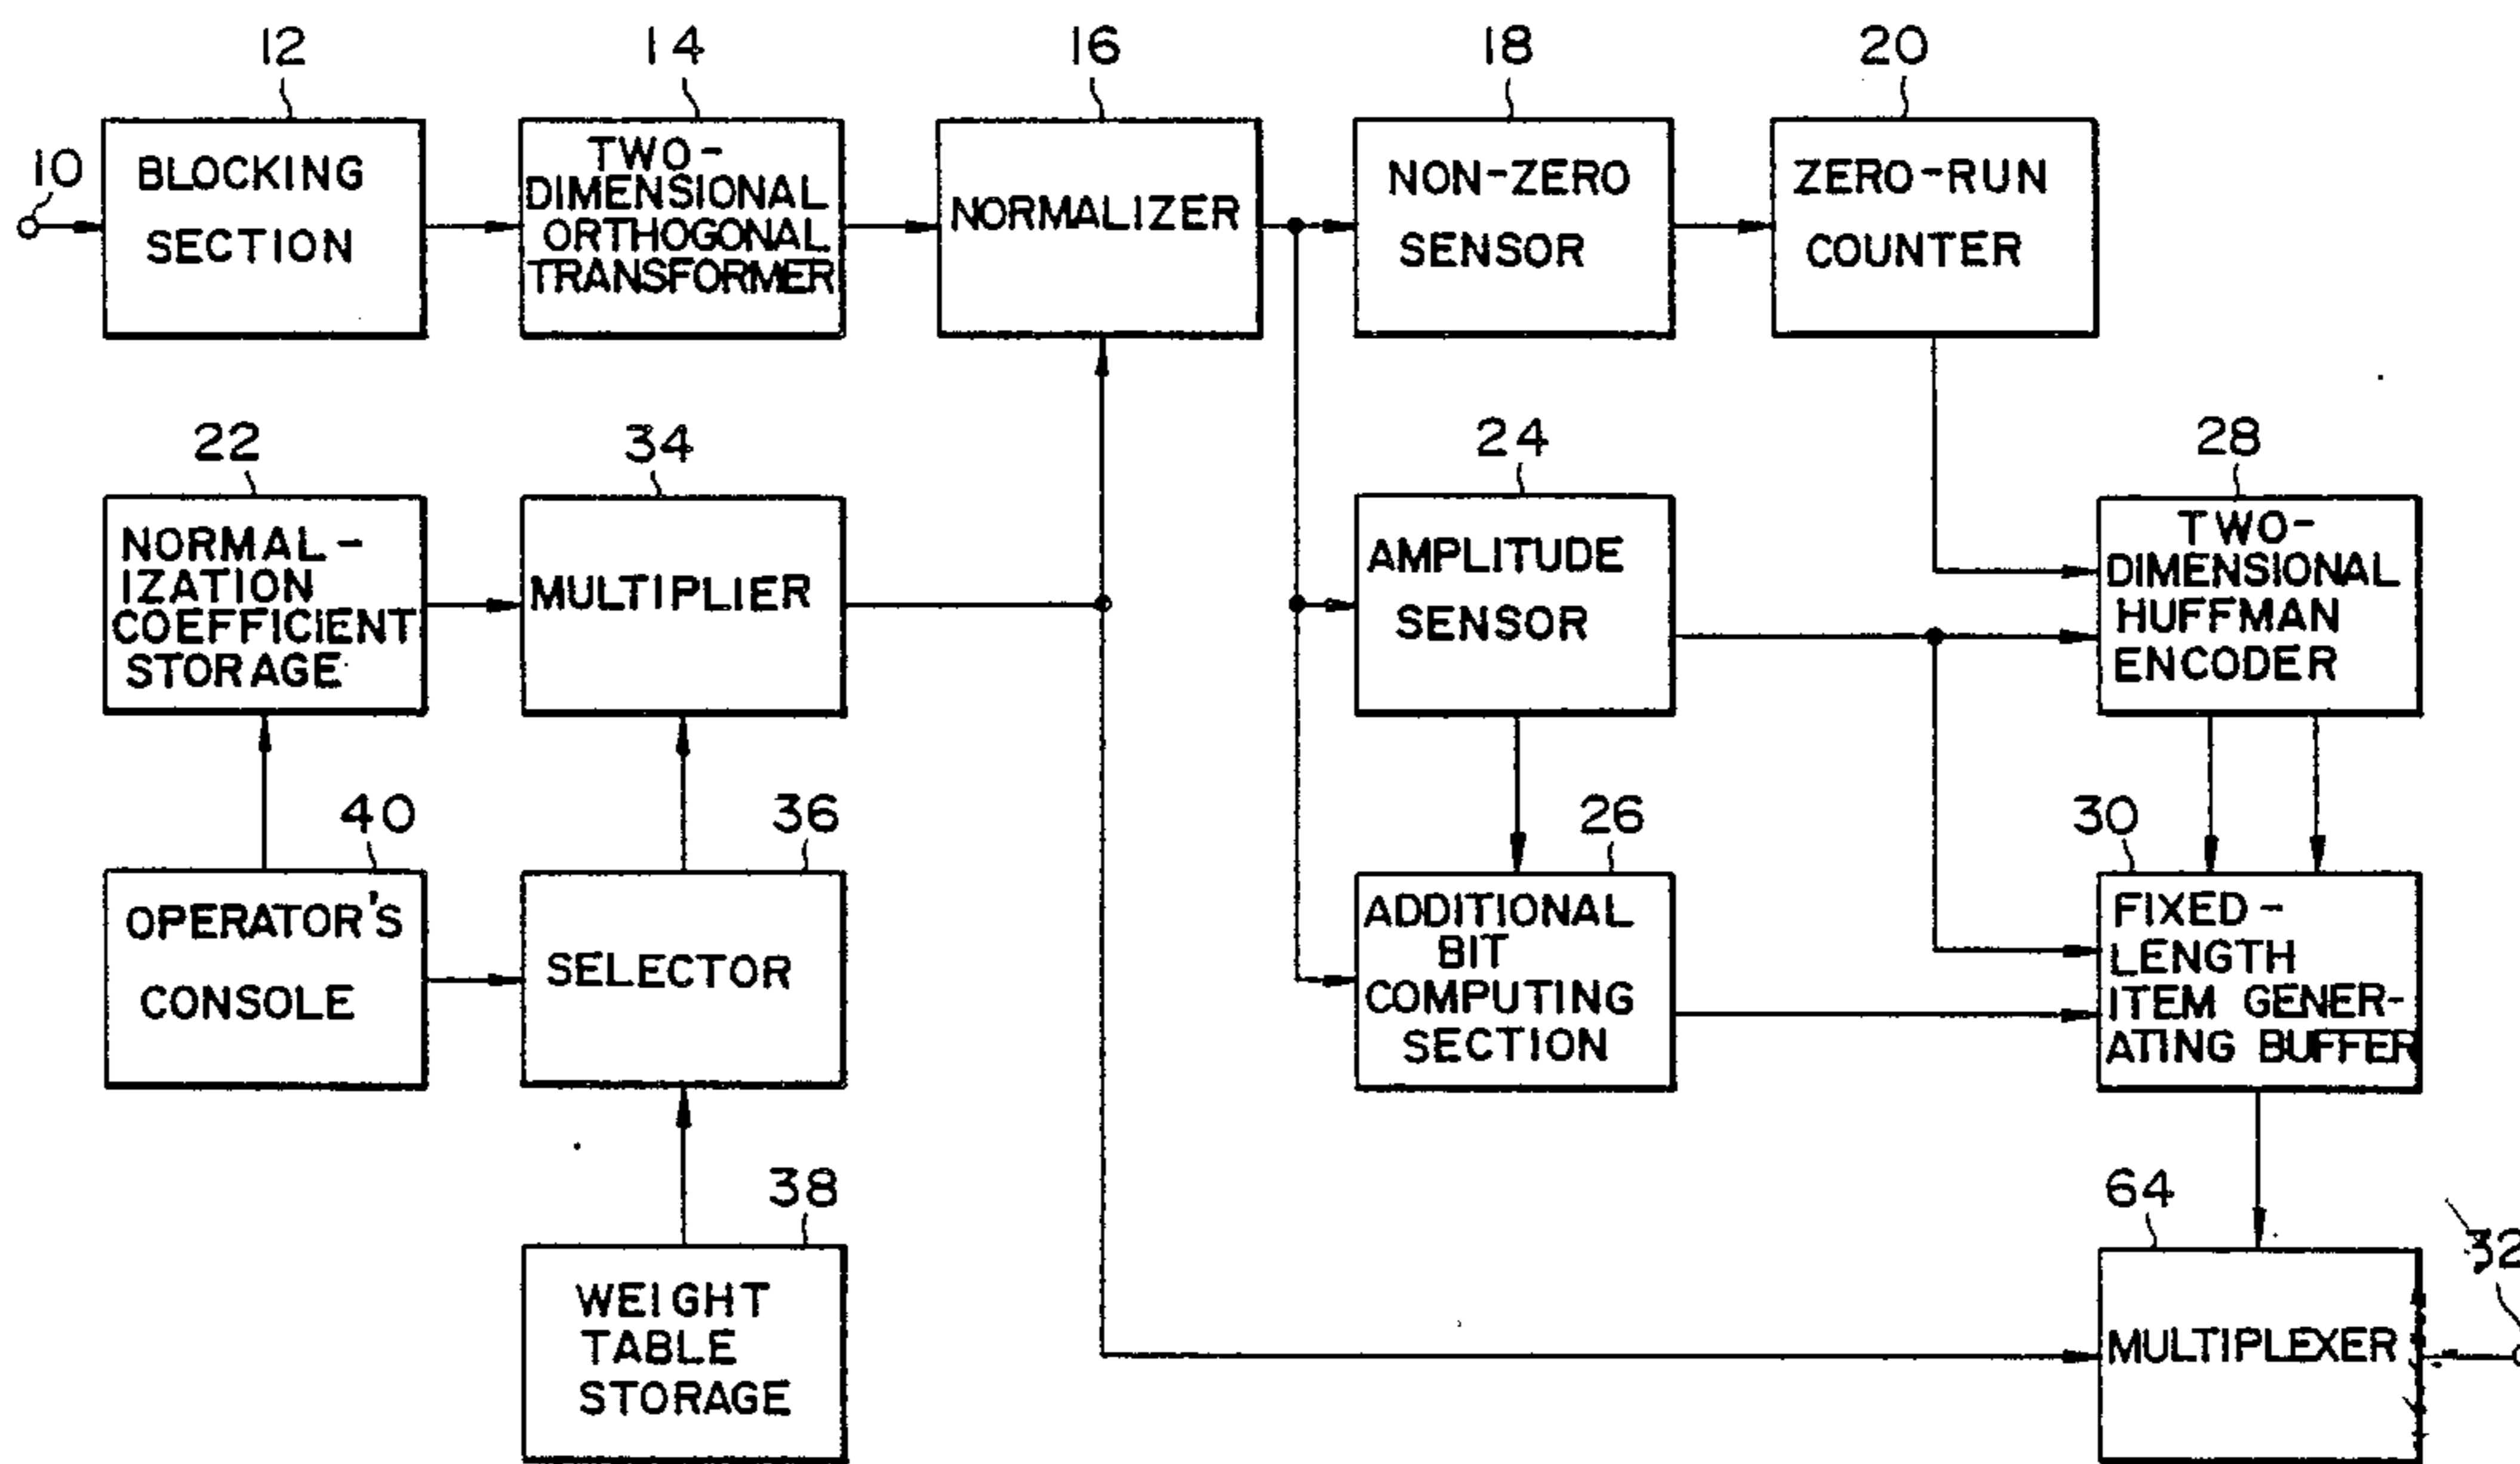 12
14
16
18
20
10
BLOCKING
SECTION
TWO-
DIMENSIONAL
ORTHOGONAL
TRANSFORMER
NORMALIZER
NON-ZERO
SENSOR
ZERO-RUN
COUNTER
22
34
24
28
NORMAL-
IZATION
COEFFICIENT
STORAGE
MULTIPLIER
AMPLITUDE
SENSOR
TWO-
DIMENSIONAL
HUFFMAN
ENCODER
40
36
26
30
OPERATOR'S
CONSOLE
SELECTOR
ADDITIONAL
BIT
COMPUTING
SECTION
FIXED-
LENGTH
ITEM GENER-
ATING BUFFER
38
64
32
WEIGHT
TABLE
STORAGE
MULTIPLEXER